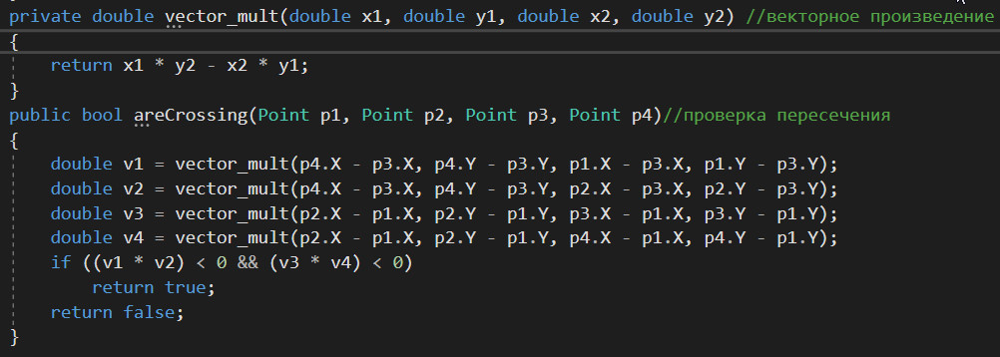 private double vector_mult(double x1, double y1, double x2, double y2) //векторное произведение
{
    return x1 * y2 - x2 * y1;
}
public bool areCrossing(Point p1, Point p2, Point p3, Point p4)//проверка пересечения
{
    double v1 = vector_mult(p4.X - p3.X, p4.Y - p3.Y, p1.X - p3.X, p1.Y - p3.Y);
    double v2 = vector_mult(p4.X - p3.X, p4.Y - p3.Y, p2.X - p3.X, p2.Y - p3.Y);
    double v3 = vector_mult(p2.X - p1.X, p2.Y - p1.Y, p3.X - p1.X, p3.Y - p1.Y);
    double v4 = vector_mult(p2.X - p1.X, p2.Y - p1.Y, p4.X - p1.X, p4.Y - p1.Y);
    if ((v1 * v2) < 0 && (v3 * v4) < 0)
        return true;
    return false;
}